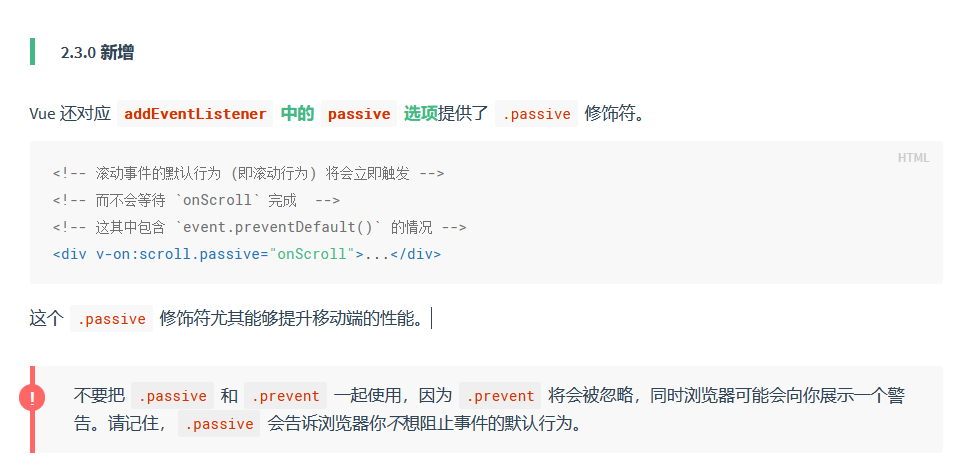 2.3.0 新增
Vue 还对应 addEventListener 中的 passive 选项提供了 .passive 修饰符。
HTML
<!-- 滚动事件的默认行为 (即滚动行为) 将会立即触发 -->
<!-- 而不会等待 `onScroll` 完成  -->
<!-- 这其中包含 `event.preventDefault()` 的情况 -->
<div v-on:scroll.passive="onScroll">...</div>
这个 .passive 修饰符尤其能够提升移动端的性能。
!
不要把 .passive 和 .prevent 一起使用，因为 .prevent 将会被忽略，同时浏览器可能会向你展示一个警
告。请记住，.passive 会告诉浏览器你不想阻止事件的默认行为。